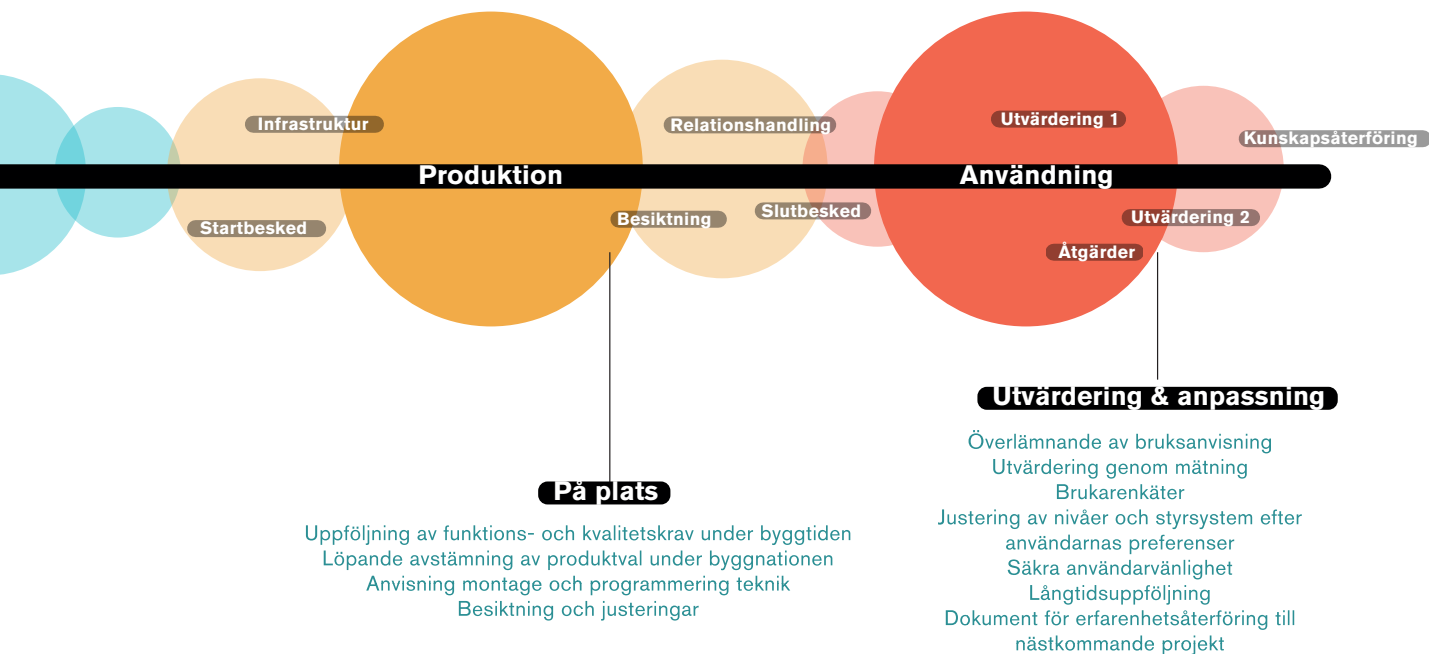 Infrastruktur
Relationshandling
Utvärdering 1
Kunskapsåterföring
Produktion
Användning
Startbesked
Besiktning
Slutbesked
Utvärdering 2
Åtgärder
Utvärdering & anpassning
Överlämnande av bruksanvisning
Utvärdering genom mätning
Brukarenkäter
Justering av nivåer och styrsystem efter
användarnas preferenser
Säkra användarvänlighet
Långtidsuppföljning
Dokument för erfarenhetsåterföring till
nästkommande projekt
På plats
Uppföljning av funktions- och kvalitetskrav under byggtiden
Löpande avstämning av produktval under byggnationen
Anvisning montage och programmering teknik
Besiktning och justeringar